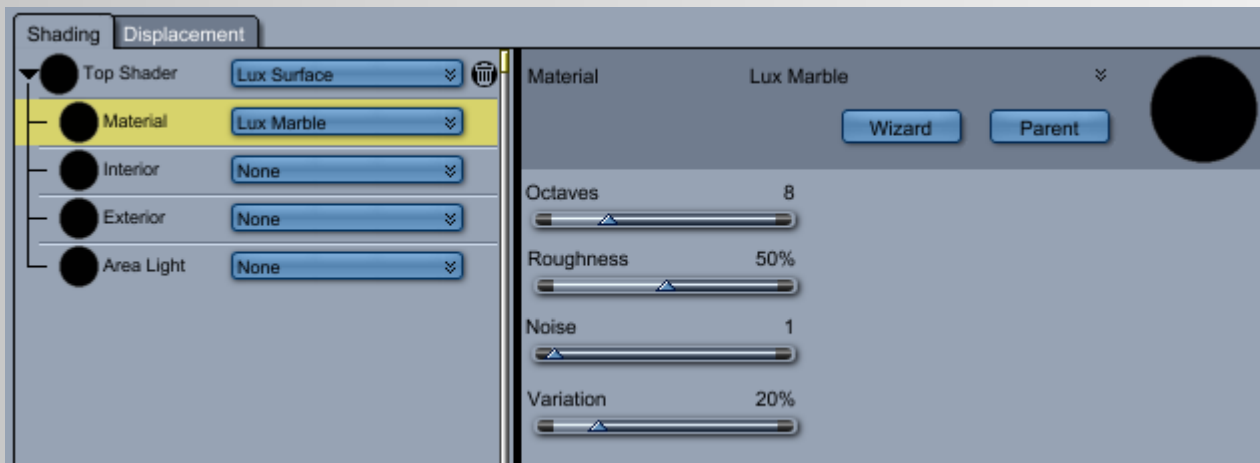 Shading Displacement
Top Shader Lux Surface
Material Lux Marble
Interior None
Exterior None
Area Light None
Material Lux Marble
Wizard Parent
Octaves 8
Roughness 50%
Noise 1
Variation 20%